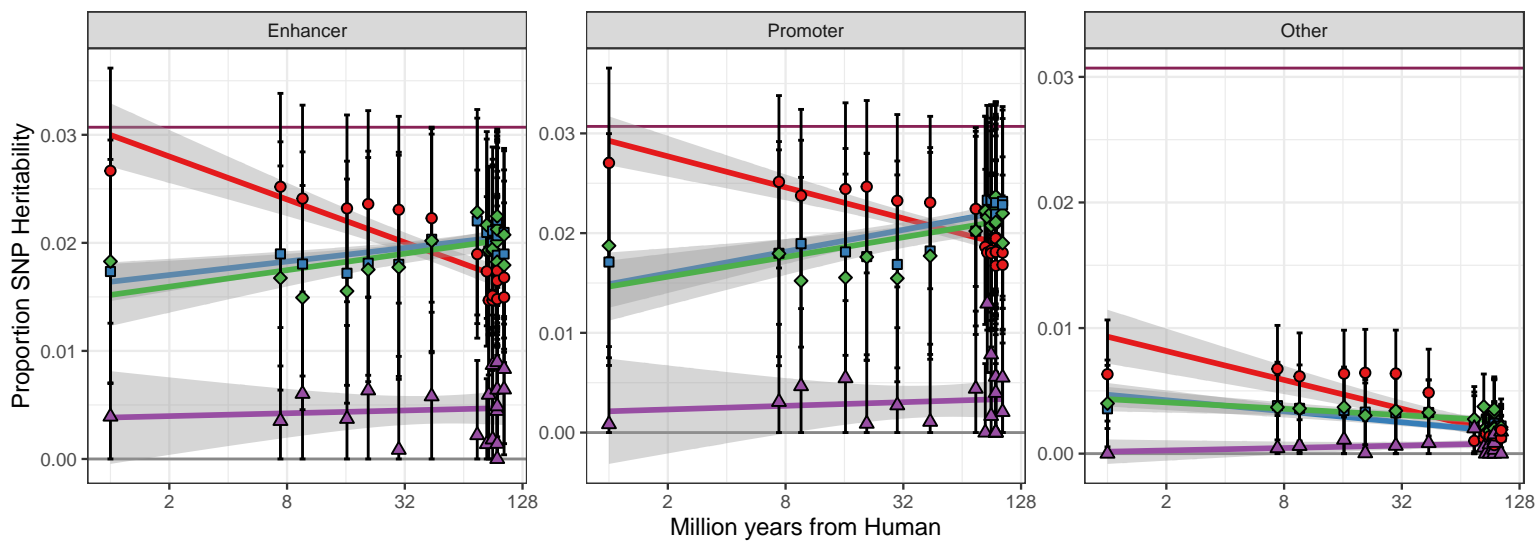 Enhancer
Promoter
Other
Proportion SNP Heritability
0.03
0.02
0.01
0.00
0.03
0.02
0.01
0.00
0.03
0.02
0.01
0.00
2 8 32 128
2 8 32 128
2 8 32 128
Million years from Human